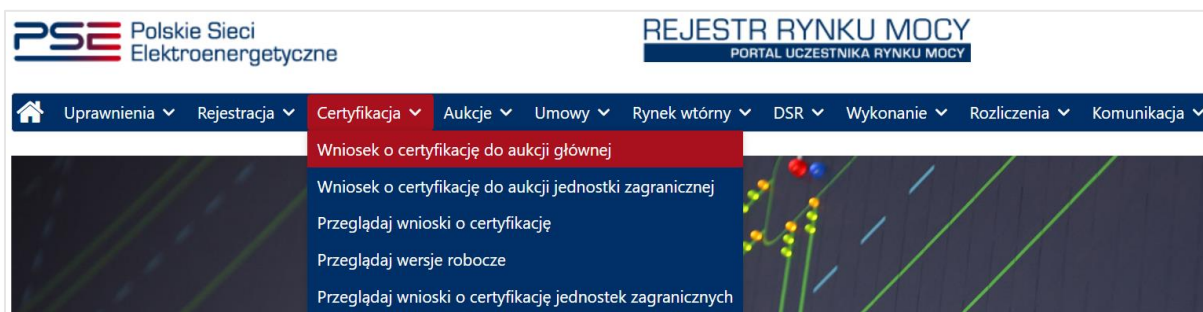 PSE Polskie Sieci
Elektroenergetyczne
REJESTR RYNKU MOCY
PORTAL UCZESTNIKA RYNKU MOCY
Uprawnienia Rejestracja Certyfikacja Aukcje Umowy Rynek wtórny DSR Wykonanie Rozliczenia Komunikacja
Wniosek o certyfikację do aukcji głównej
Wniosek o certyfikację do aukcji jednostki zagranicznej
Przeglądaj wnioski o certyfikację
Przeglądaj wersje robocze
Przeglądaj wnioski o certyfikację jednostek zagranicznych